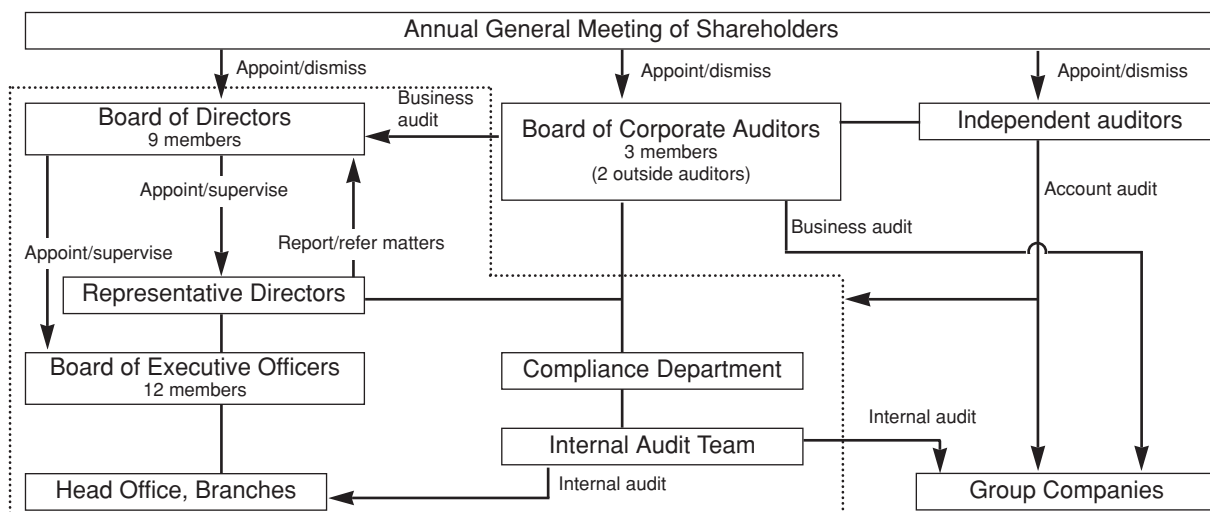 Annual General Meeting of Shareholders
Appoint/dismiss
Appoint/dismiss
Appoint/dismiss
Board of Directors
9 members
Business
audit
Board of Corporate Auditors
3 members
(2 outside auditors)
Independent auditors
Appoint/supervise
Account audit
Appoint/supervise
Report/refer matters
Business audit
Representative Directors
Board of Executive Officers
12 members
Compliance Department
Internal Audit Team
Internal audit
Head Office, Branches
Internal audit
Group Companies